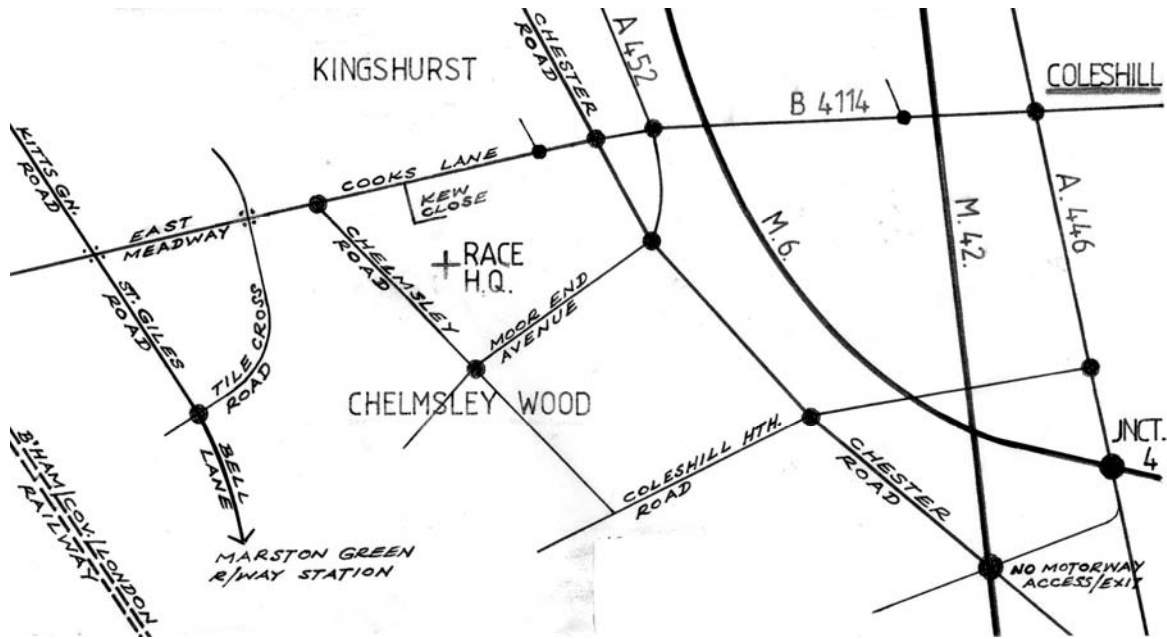 KINGSHURST
CHESTER
ROAD
A 452
B 4114
COLESHILL
KITTS GN.
ROAD
EAST
MEADWAY
COOKS LANE
KEW
CLOSE
CHELMSLEY
ROAD
RACE
H.Q.
M.6.
M.42.
A.446
ST. GILES
ROAD
TILE CROSS
ROAD
MOOR END
AVENUE
CHELMSLEY WOOD
COLESHILL HTH.
ROAD
CHESTER
ROAD
JNCT.
4
BELL
LANE
B'HAM/COV./LONDON
RAILWAY
MARSTON GREEN
R/WAY STATION
NO MOTORWAY
ACCESS/EXIT